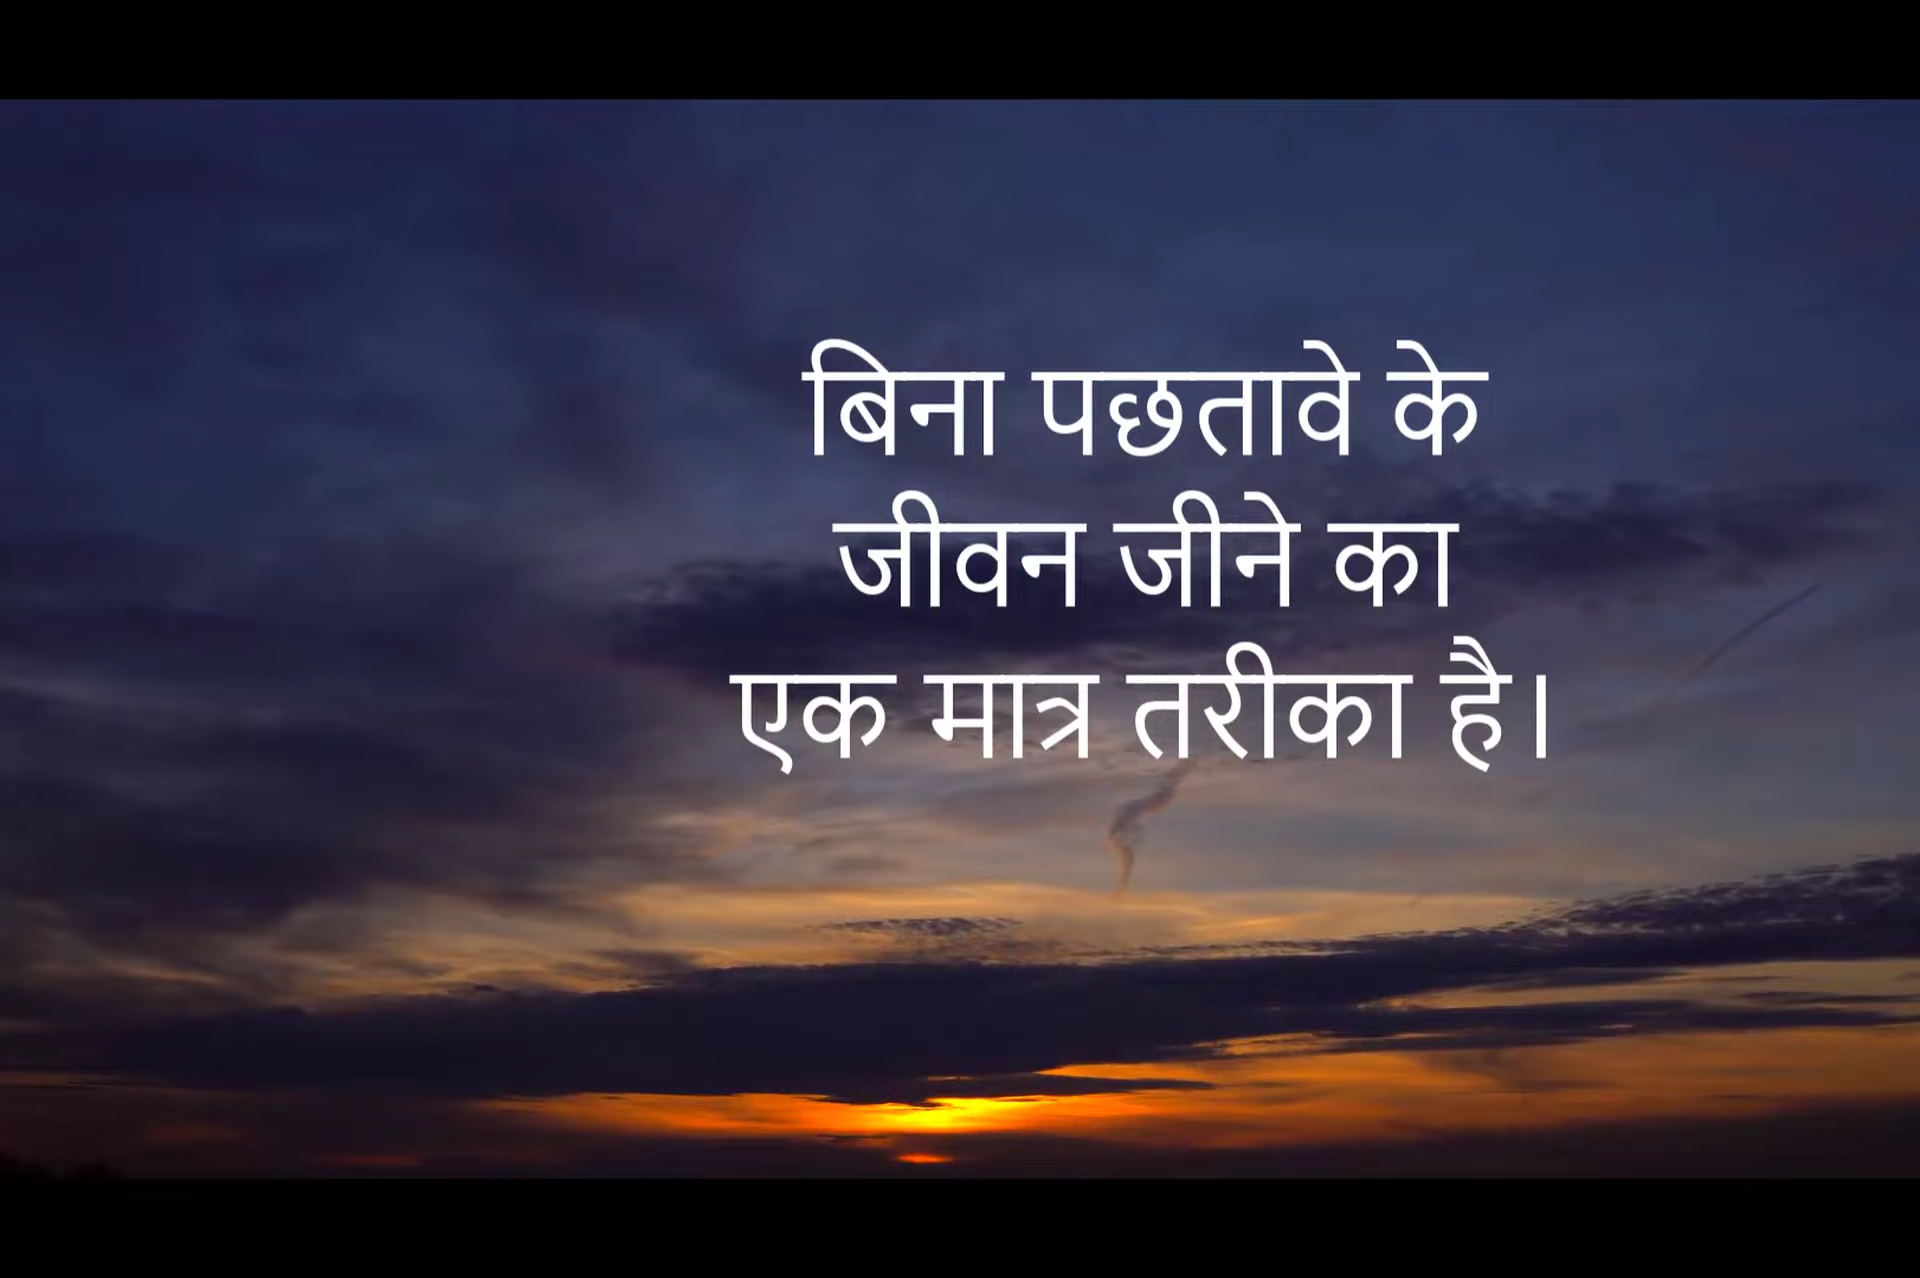 बिना पछतावे के
जीवन जीने का
एक मात्र तरीका है।